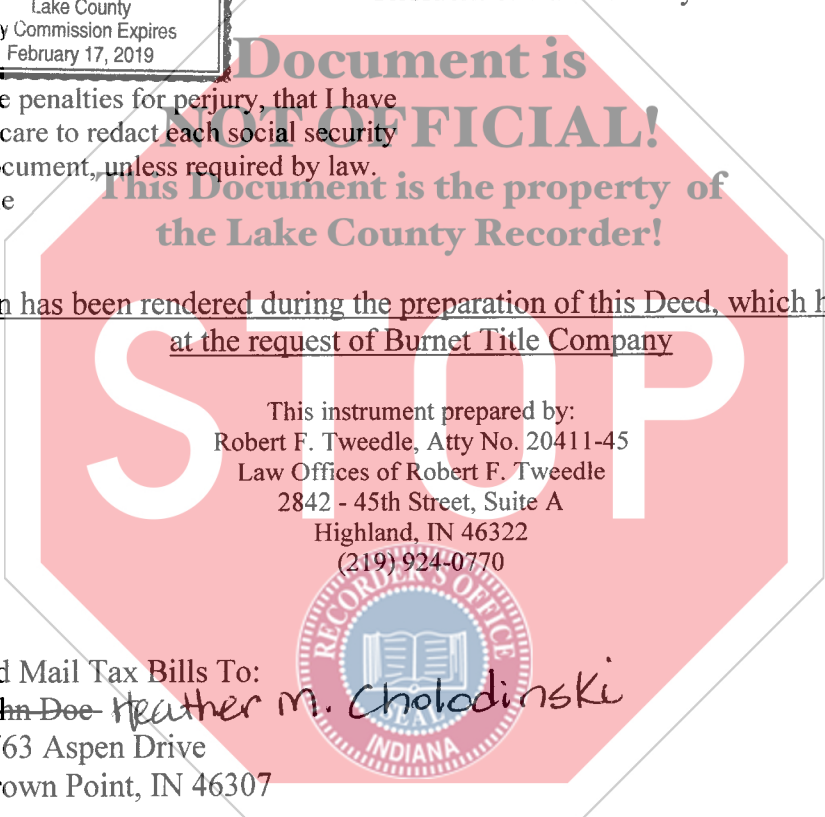 Lake County
y Commission Expires
February 17, 2019
Document is
e penalties for perjury, that I have
NOT OFFICIAL!
care to redact each social security
cument, unless required by law.
This Document is the property of
e
the Lake County Recorder!
n has been rendered during the preparation of this Deed, which h
at the request of Burnet Title Company
STOP
This instrument prepared by:
Robert F. Tweedle, Atty No. 20411-45
Law Offices of Robert F. Tweedle
2842 - 45th Street, Suite A
Highland, IN 46322
(219) 924-0770
RECORDER'S OFFICE
SEAL
INDIANA
d Mail Tax Bills To:
hn Doe Heather M. Cholodinski
63 Aspen Drive
rown Point, IN 46307